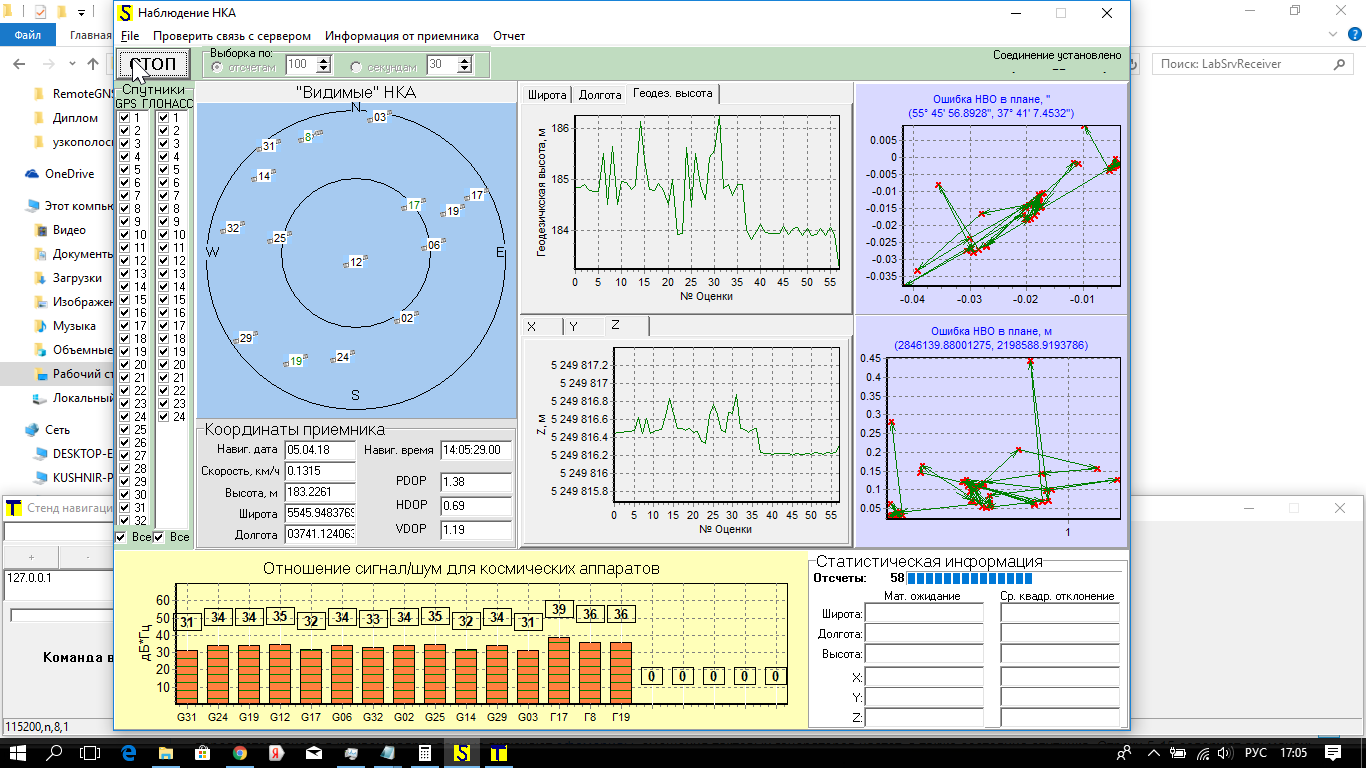 Наблюдение НКА
Файл
Главная
File Проверить связь с сервером Информация от приемника Отчет
СТОП
Выборка по:
отсчетам 100 секундам 30
Соединение установлено
Поиск: LabSrvReceiver
RemoteGN
Диплом
узкополос
OneDrive
Этот компью
Видео
Документь
Загрузки
Изображен
Музыка
Объемные
Рабочий ст
Локальный
Сеть
DESKTOP-E
KUSHNIR-P
Спутники
GPS ГЛОНАСС
1 1
2 2
3 3
4 4
5 5
6 6
7 7
8 8
9 9
10 10
11 11
12 12
13 13
14 14
15 15
16 16
17 17
18 18
19 19
20 20
21 21
22 22
23 23
24 24
25
26
27
28
29
30
31
32
Все Все
"Видимые" НКА
N
03
8
31
14
17
17
19
32
25
06
W
E
12
02
29
19
24
S
Координаты приемника
Навиг. дата 05.04.18 Навиг. время 14:05:29.00
Скорость, км/ч 0.1315
PDOP 1.38
Высота, м 183.2261
HDOP 0.69
Широта 5545.9483769
VDOP 1.19
Долгота 03741.124063
Широта Долгота Геодез. высота
Геодезичкская высота, м
186
185
184
0 5 10 15 20 25 30 35 40 45 50 55
№ Оценки
X Y Z
Z, м
5 249 817.2
5 249 817
5 249 816.8
5 249 816.6
5 249 816.4
5 249 816.2
5 249 816
5 249 815.8
0 5 10 15 20 25 30 35 40 45 50 55
№ Оценки
Ошибка НВО в плане, "
(55° 45' 56.8928", 37° 41' 7.4532")
0.005
0
-0.005
-0.01
-0.015
-0.02
-0.025
-0.03
-0.035
-0.04 -0.03 -0.02 -0.01
Ошибка НВО в плане, м
(2846139.88001275, 2198588.9193786)
0.45
0.4
0.35
0.3
0.25
0.2
0.15
0.1
0.05
1
Стенд навигаци
+ -
127.0.0.1
Команда в
115200,n,8,1
Отношение сигнал/шум для космических аппаратов
дБ*Гц
60
50
40
30
20
10
31 34 34 35 32 34 33 34 35 32 34 31 39 36 36 0 0 0 0 0
G31 G24 G19 G12 G17 G06 G32 G02 G25 G14 G29 G03 Г17 Г8 Г19
Статистическая информация
Отсчеты: 58
Мат. ожидание Ср. квадр. отклонение
Широта:
Долгота:
Высота:
X:
Y:
Z:
РУС 17:05